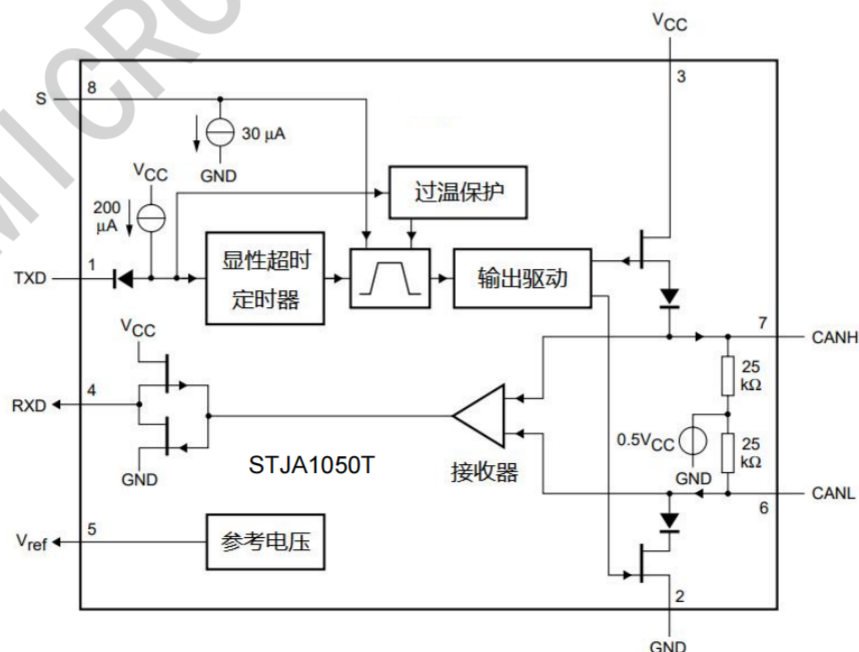 MICRO
VCC
3
S
8
30 μA
GND
VCC
200
μA
过温保护
TXD
1
显性超时
定时器
输出驱动
7
CANH
VCC
25
kΩ
RXD
4
0.5VCC
25
kΩ
GND
GND
STJA1050T
接收器
6
CANL
Vref
5
参考电压
2
GND